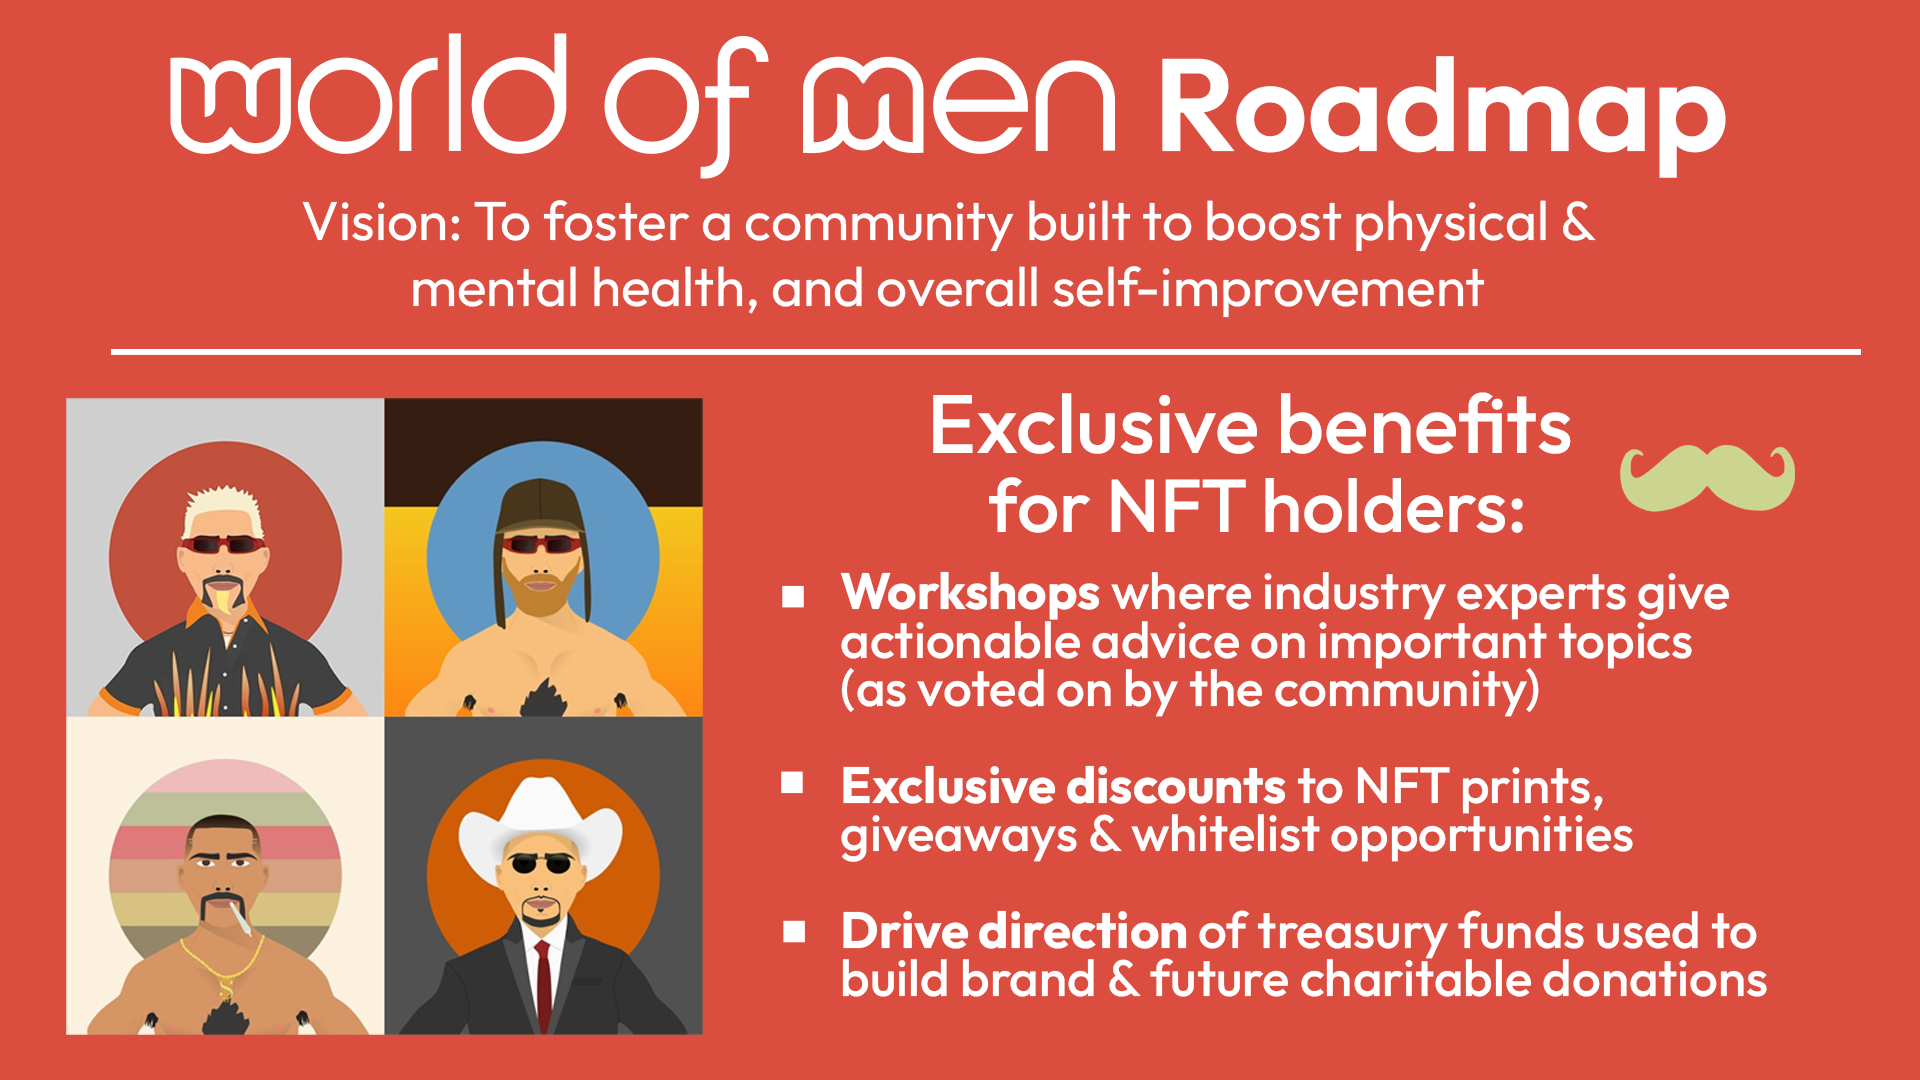 world of men Roadmap
Vision: To foster a community built to boost physical &
mental health, and overall self-improvement
Exclusive benefits
for NFT holders:
Workshops where industry experts give
actionable advice on important topics
(as voted on by the community)
Exclusive discounts to NFT prints,
giveaways & whitelist opportunities
Drive direction of treasury funds used to
build brand & future charitable donations